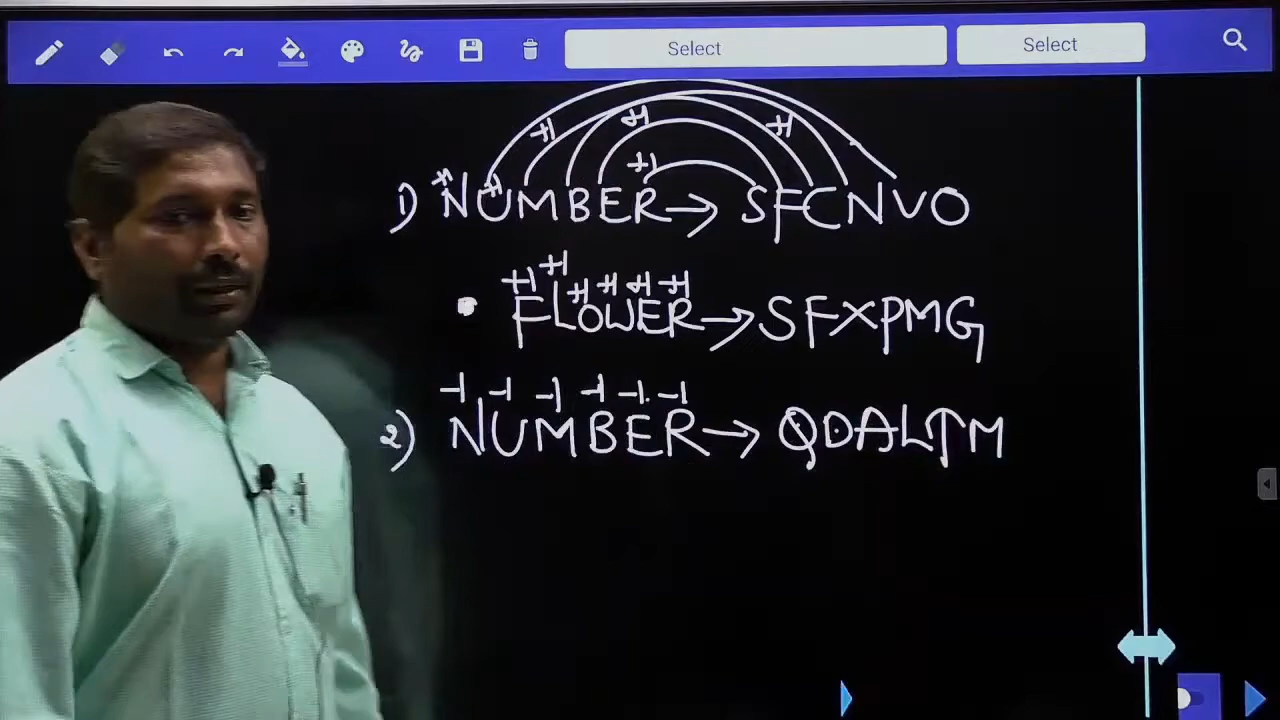 Select Select
+1 +1 +1
+1 +1 +1
1) NUMBER → SFCNVO
+1 +1 +1 +1 +1 +1
FLOWER → SFXPMG
-1 -1 -1 -1 -1 -1
2) NUMBER → QDALTM